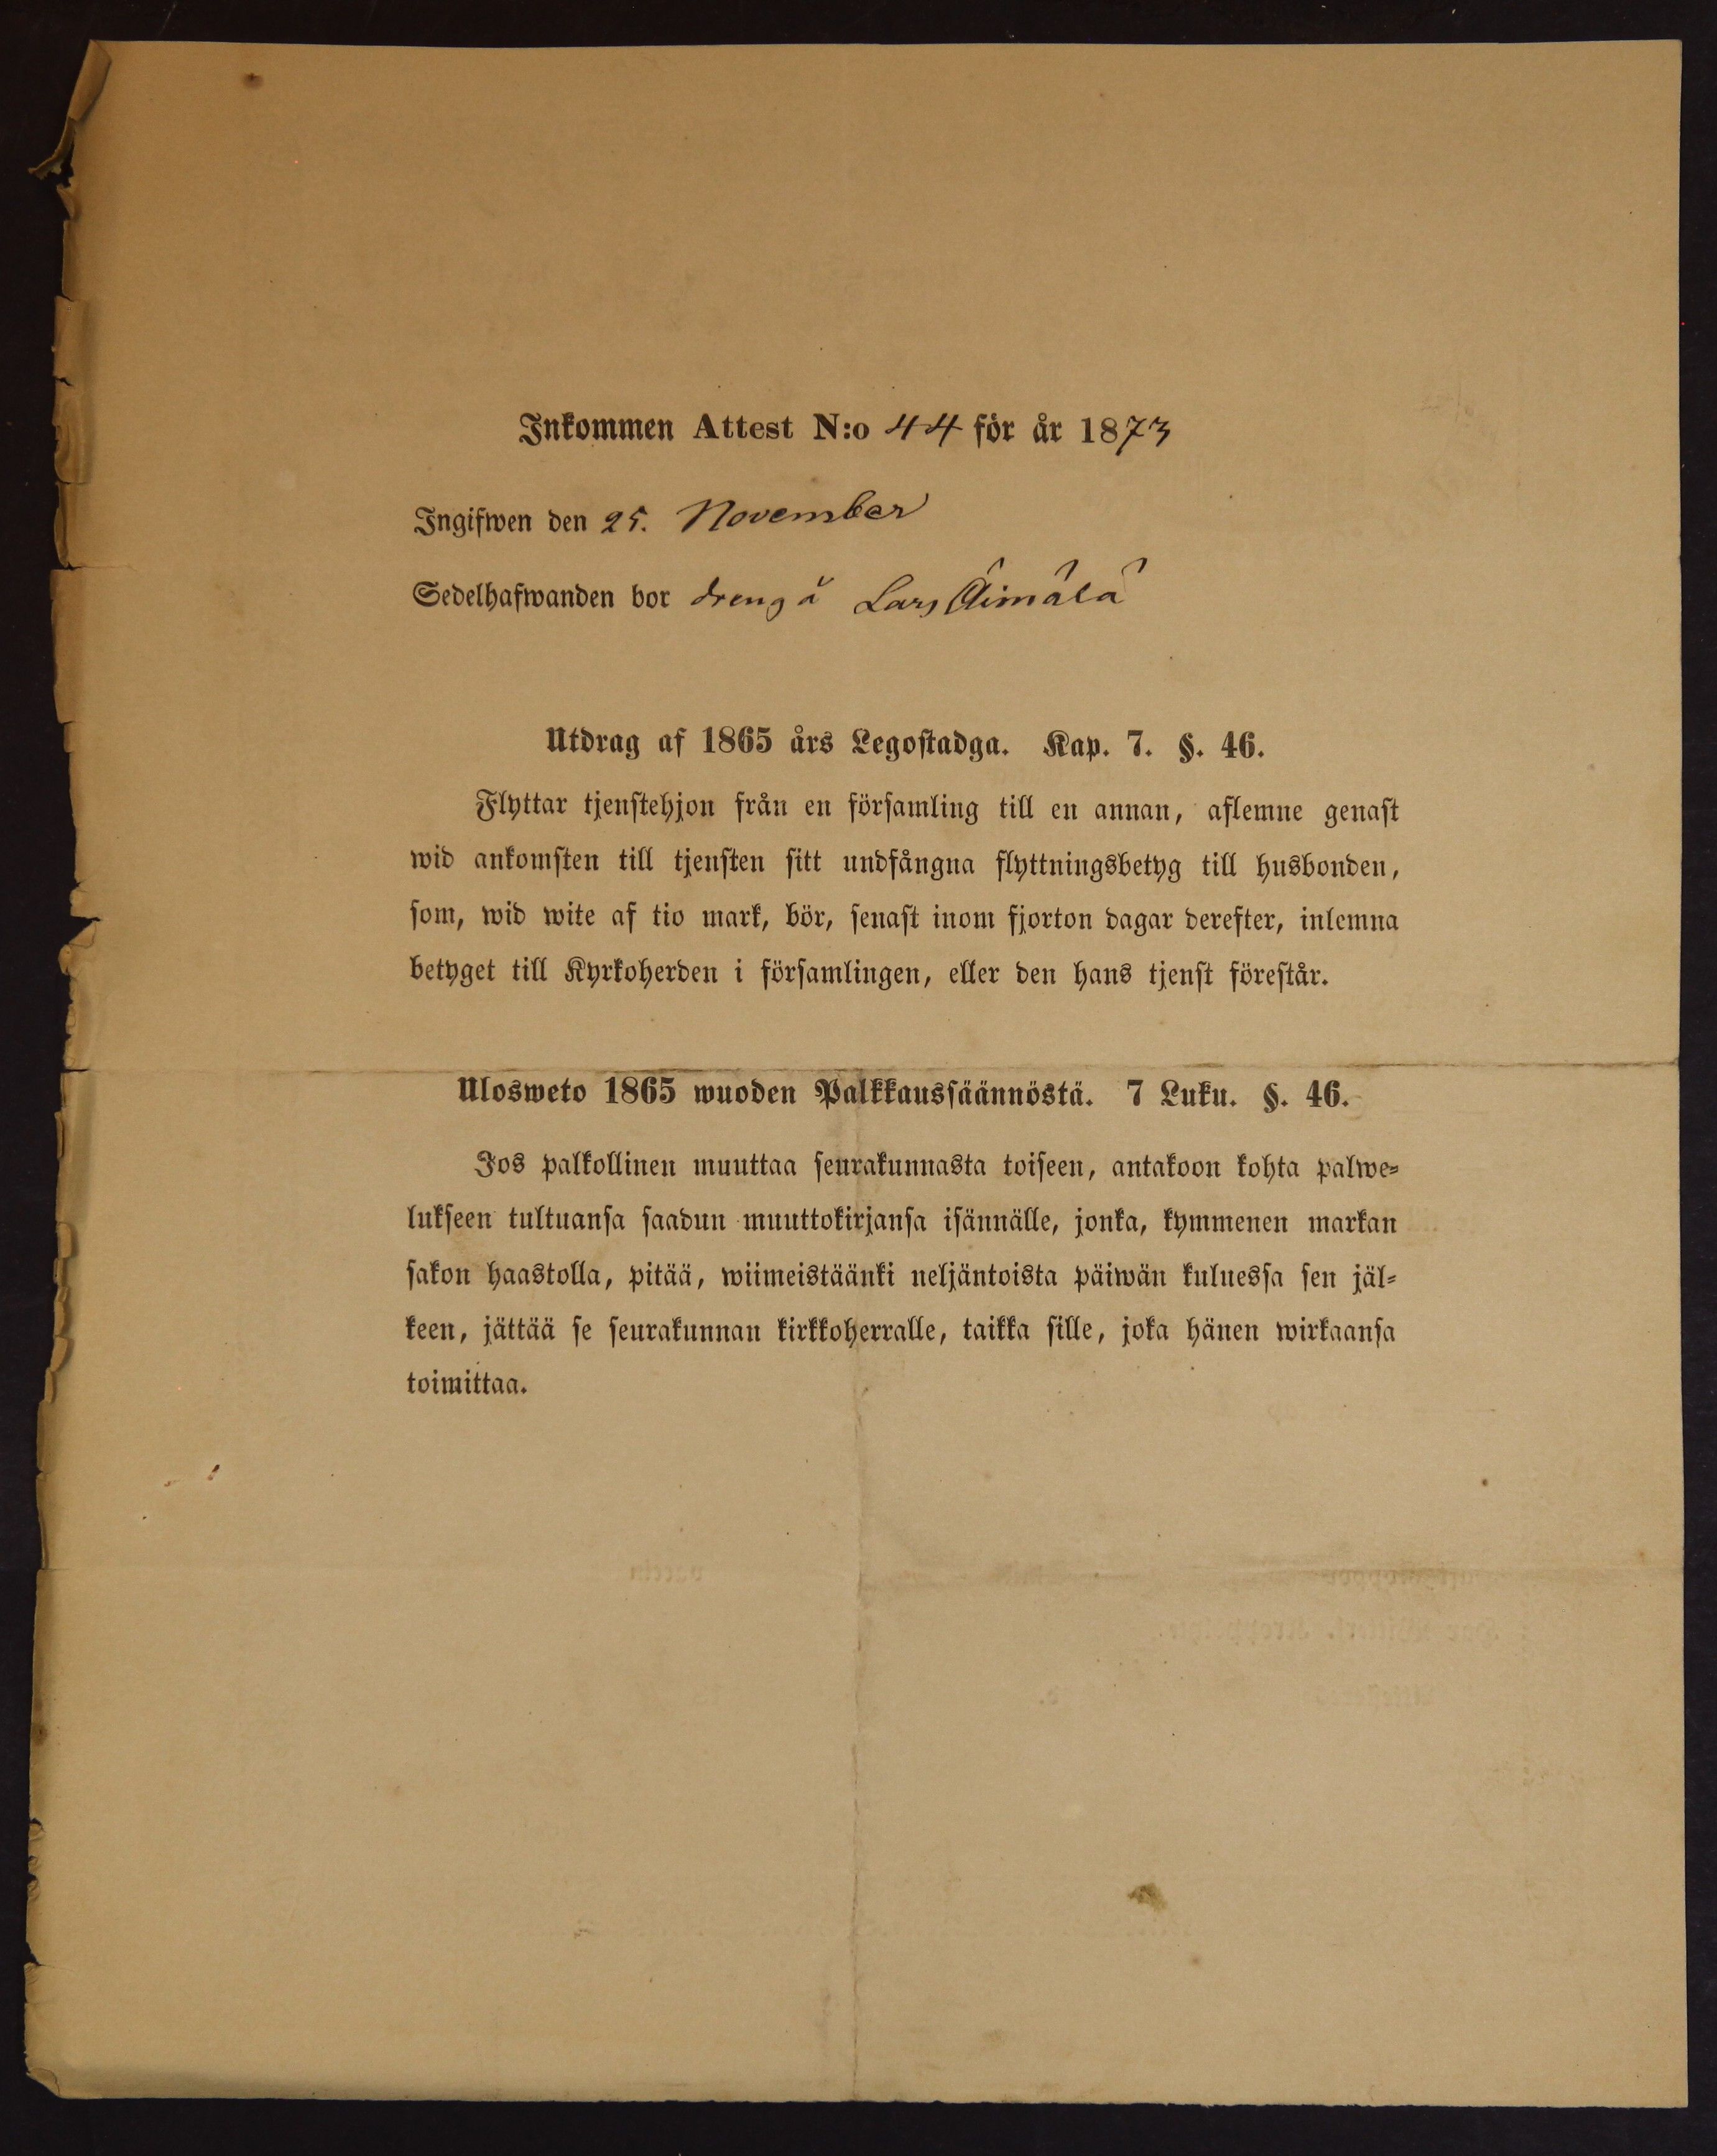 Inkommen Attest N:o 44 för år 1873
Ingifwen den 25. November
Sedelhafwanden bor dreng å Lars Äimälä
Utdrag af 1865 års Legostadga. Kap. 7. §. 46.
Flyttar tjenstehjon från en församling till en annan, aflemne genast
wid ankomsten till tjensten sitt undfångna flyttningsbetyg till husbonden,
som, wid wite af tio mark, bör, senast inom fjorton dagar derefter, inlemna
betyget till Kyrkoherden i församlingen, eller den hans tjenst förestår.
Ulosweto 1865 wuoden Palkkaussäännöstä. 7 Luku. §. 46.
Jos palkollinen muuttaa seurakunnasta toiseen, antakoon kohta palwe-
lukseen tultuansa saadun muuttokirjansa isännälle, jonka, kymmenen markan
sakon haastolla, pitää, wiimeistäänki neljäntoista päiwän kuluessa sen jäl-
keen, jättää se seurakunnan kirkkoherralle, taikka sille, joka hänen wirkaansa
toimittaa.